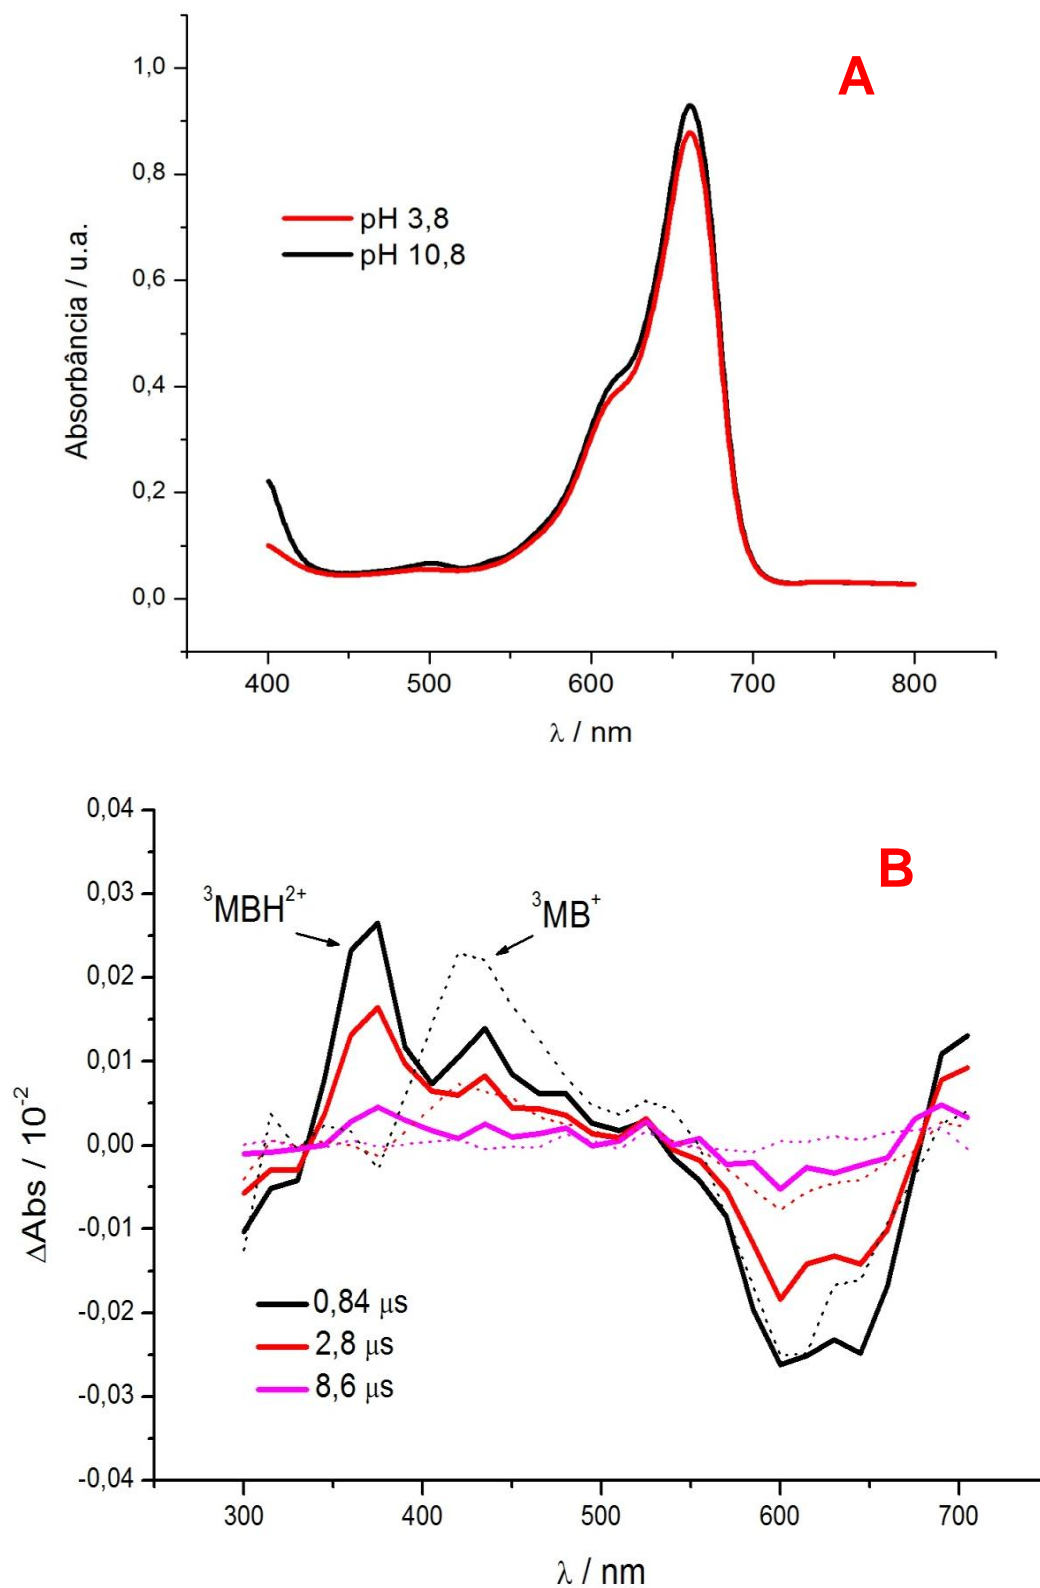 A
1,0
0,8
0,6
0,4
0,2
0,0
Absorbância / u.a.
pH 3,8
pH 10,8
400 500 600 700 800
λ / nm
B
0,04
0,03
0,02
0,01
0,00
-0,01
-0,02
-0,03
-0,04
ΔAbs / 10⁻²
³MBH²⁺
³MB⁺
0,84 μs
2,8 μs
8,6 μs
300 400 500 600 700
λ / nm